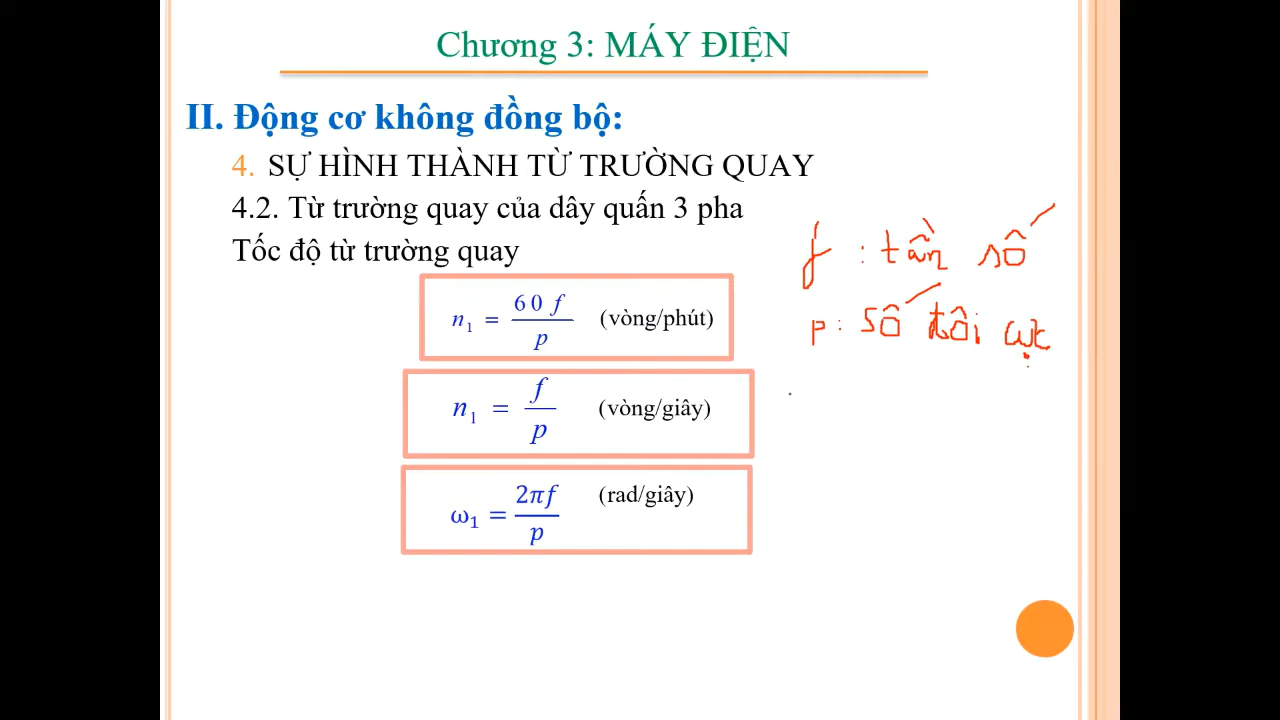 Chương 3: MÁY ĐIỆN
II. Động cơ không đồng bộ:
4. SỰ HÌNH THÀNH TỪ TRƯỜNG QUAY
4.2. Từ trường quay của dây quấn 3 pha
Tốc độ từ trường quay
n₁ = 60 f / p (vòng/phút)
n₁ = f / p (vòng/giây)
ω₁ = 2πf / p (rad/giây)
f : tần số
p : số đôi cực